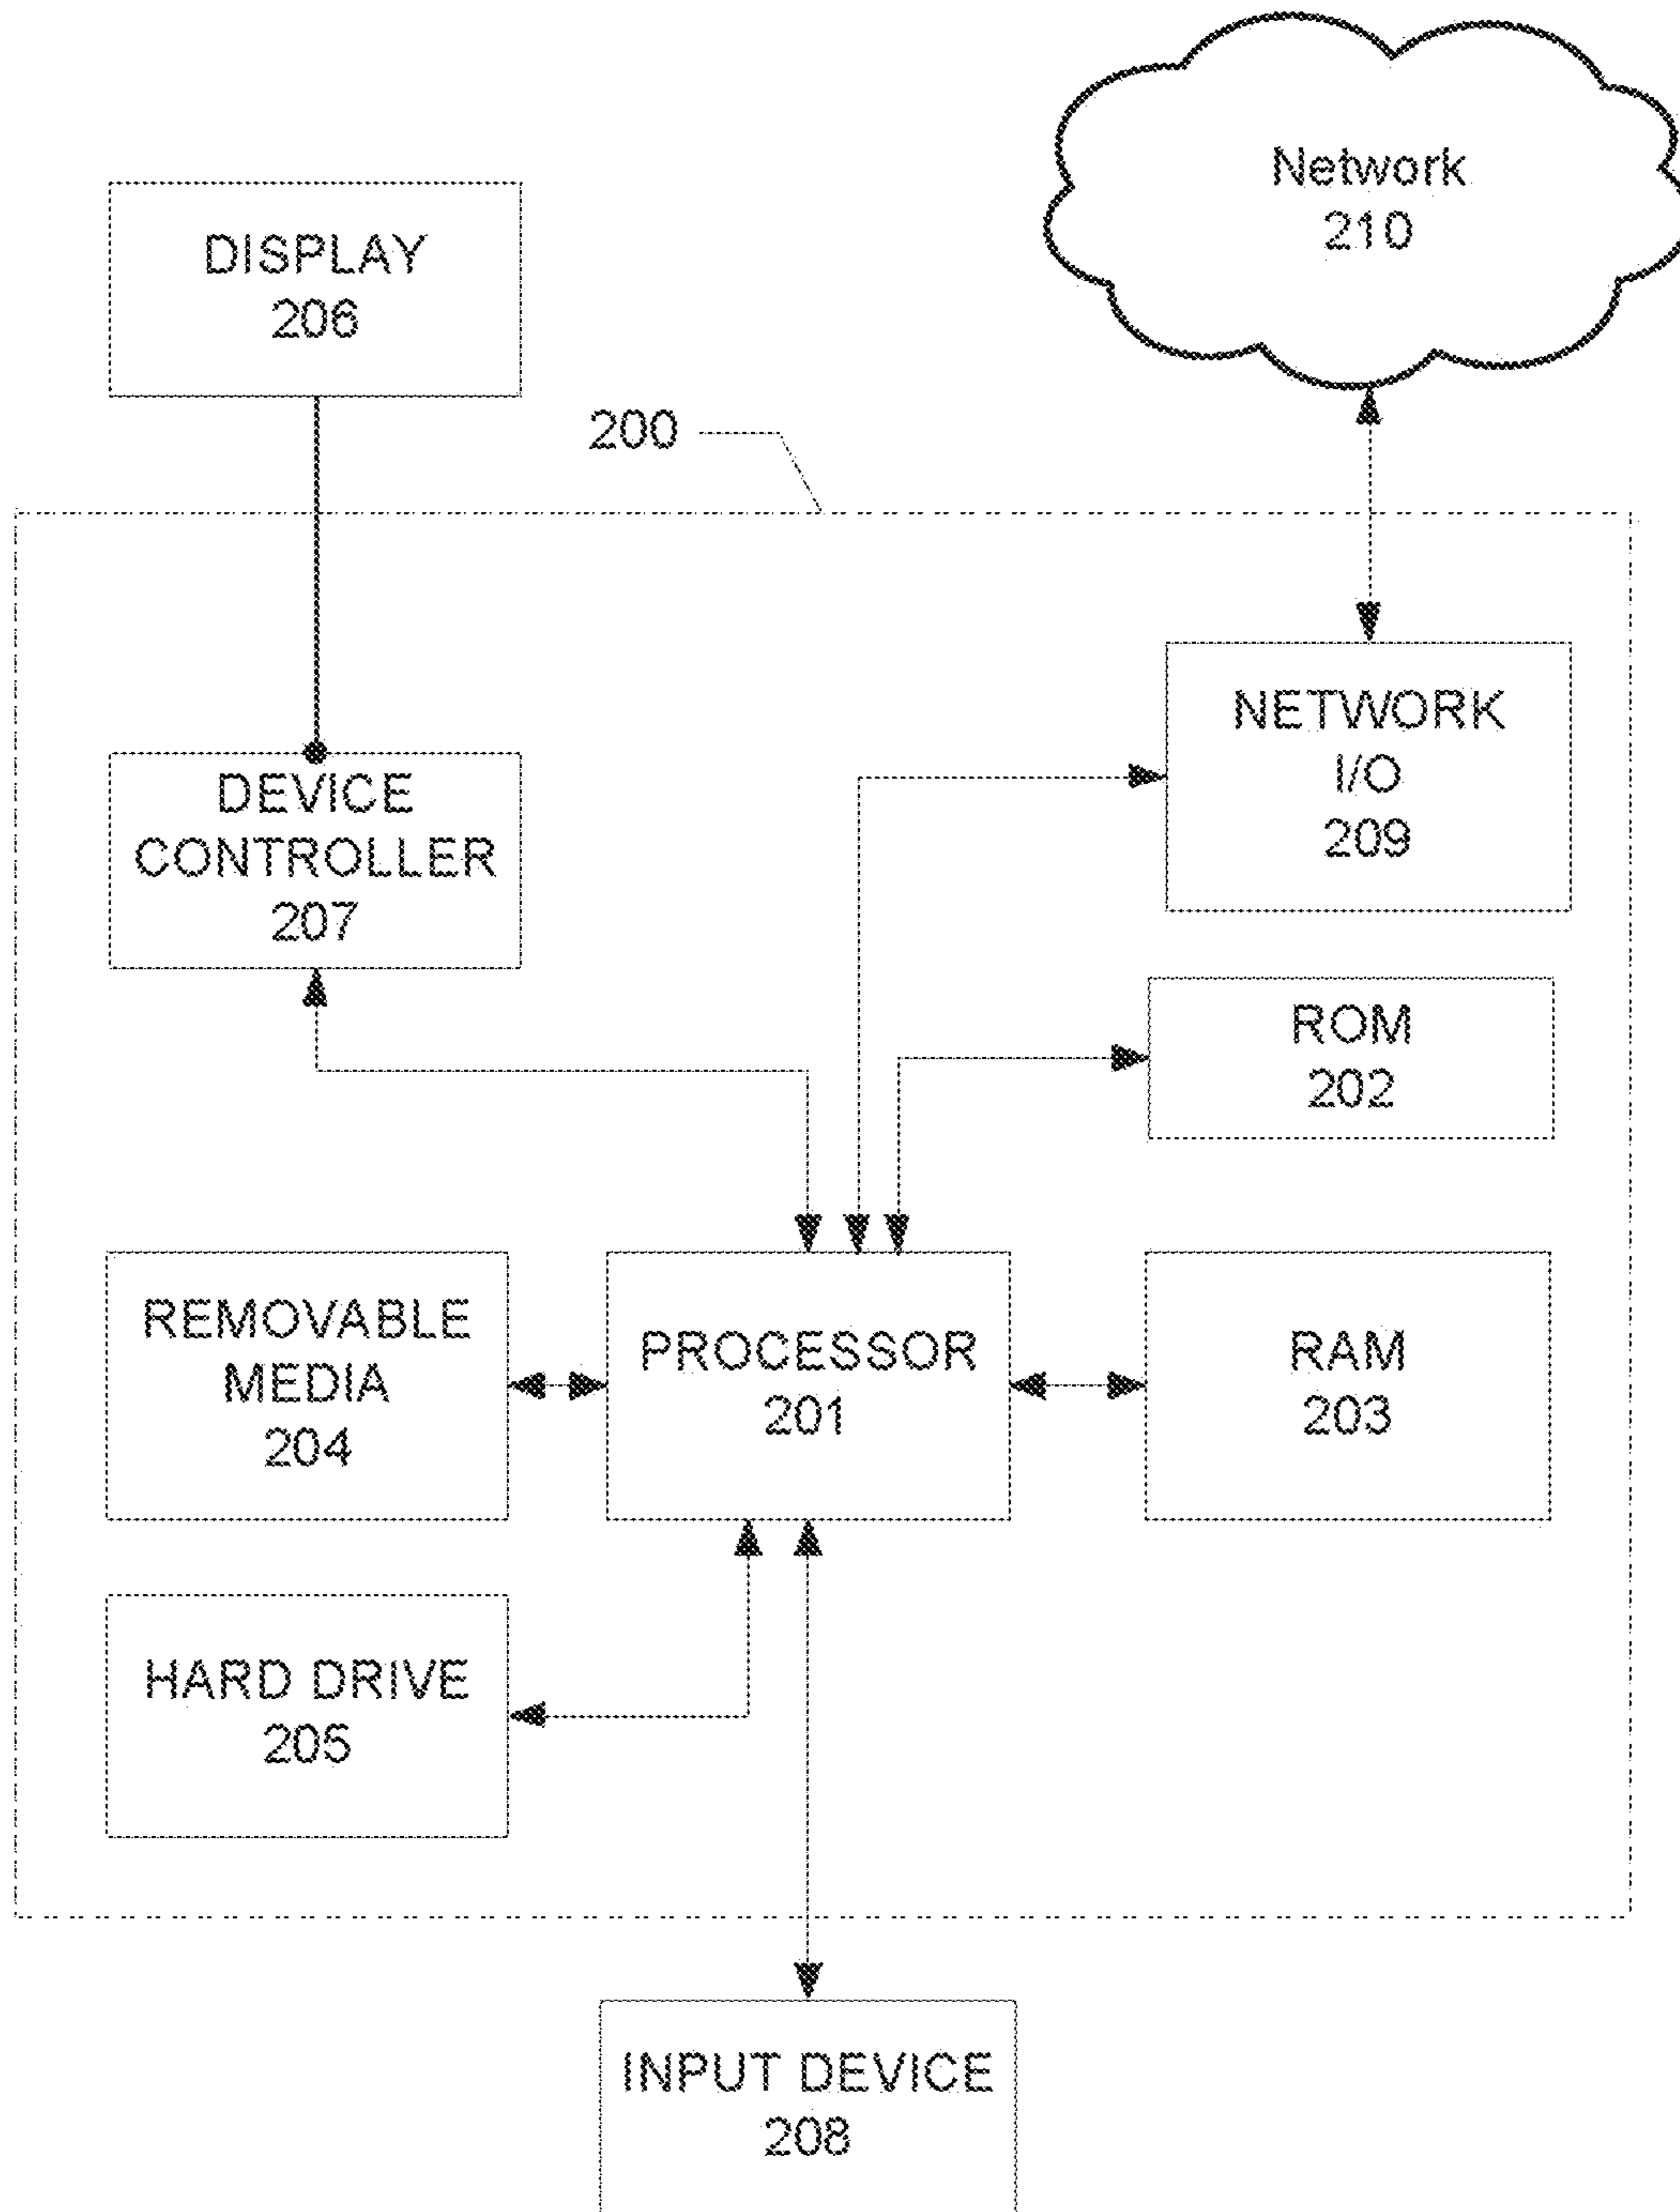 Network
210
DISPLAY
206
200
NETWORK
I/O
209
DEVICE
CONTROLLER
207
ROM
202
REMOVABLE
MEDIA
204
PROCESSOR
201
RAM
203
HARD DRIVE
205
INPUT DEVICE
208